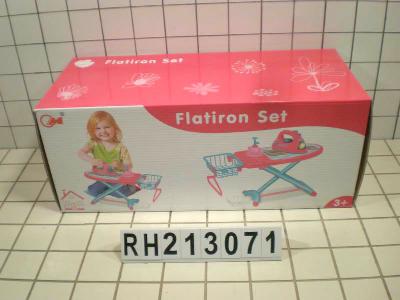 Flatiron Set
Flatiron Set
3+
RH213071